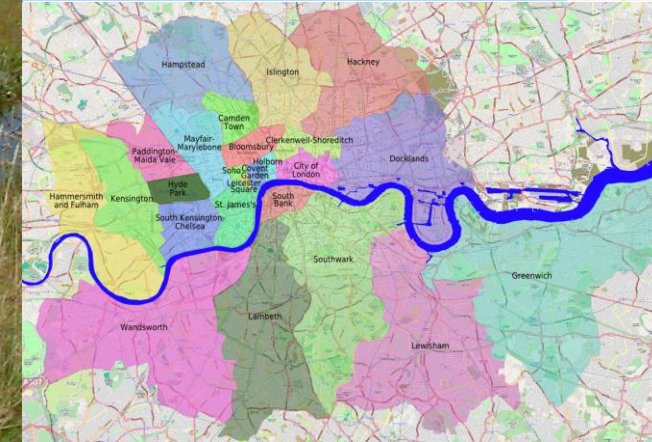 Hampstead
Islington
Hackney
Camden
Town
Mayfair-
Marylebone
Bloomsbury
Clerkenwell-Shoreditch
Paddington-
Maida Vale
Holborn
Soho
Covent
Garden
Leicester
Square
City of
London
Docklands
Hyde
Park
Hammersmith
and Fulham
Kensington
St. James's
South
Bank
South Kensington-
Chelsea
Southwark
Greenwich
Wandsworth
Lambeth
Lewisham